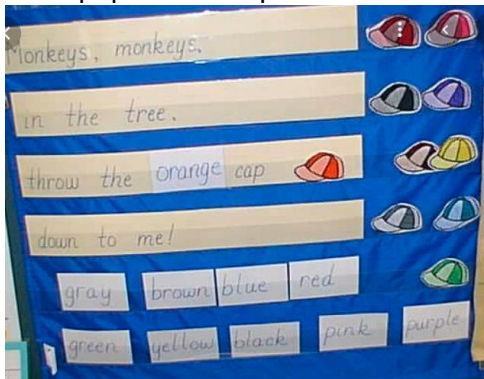 Monkeys, monkeys,
in the tree.
throw the orange cap
down to me!
gray brown blue red
green yellow black pink purple